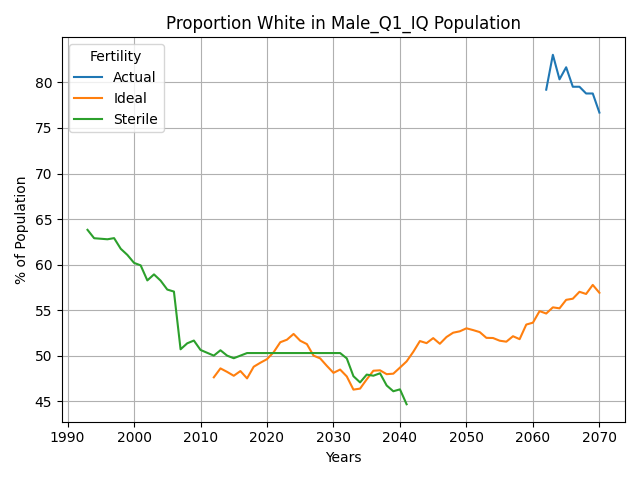 Proportion White in Male_Q1_IQ Population
Fertility
Actual
Ideal
Sterile
% of Population
80
75
70
65
60
55
50
45
1990 2000 2010 2020 2030 2040 2050 2060 2070
Years